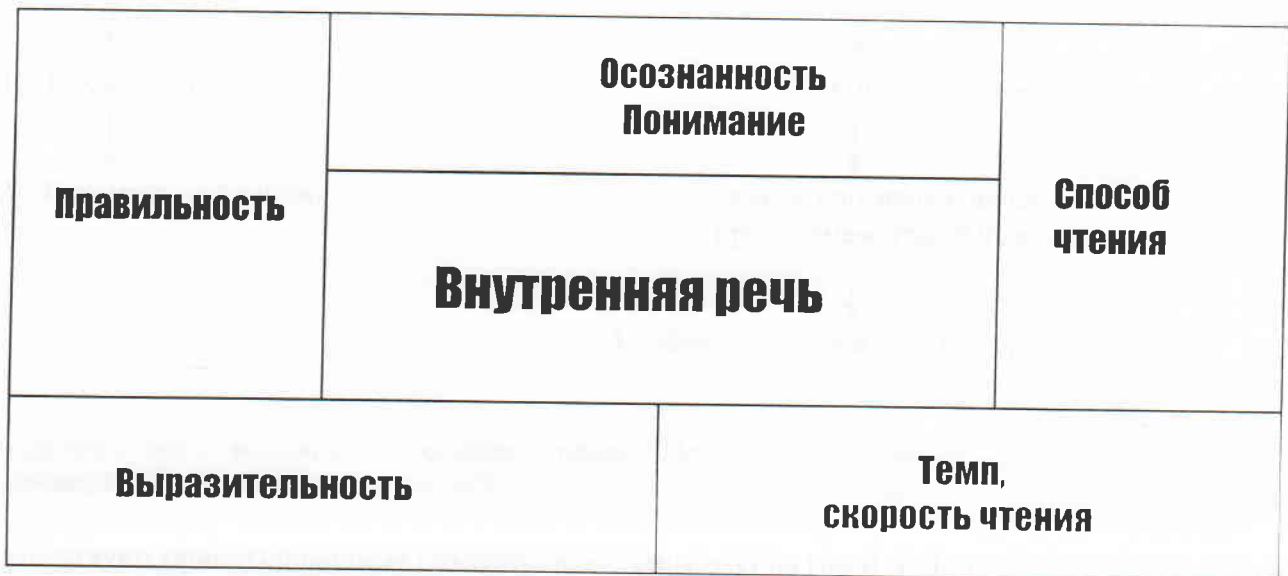 Осознанность
Понимание
Правильность
Способ
чтения
Внутренняя речь
Выразительность
Темп,
скорость чтения